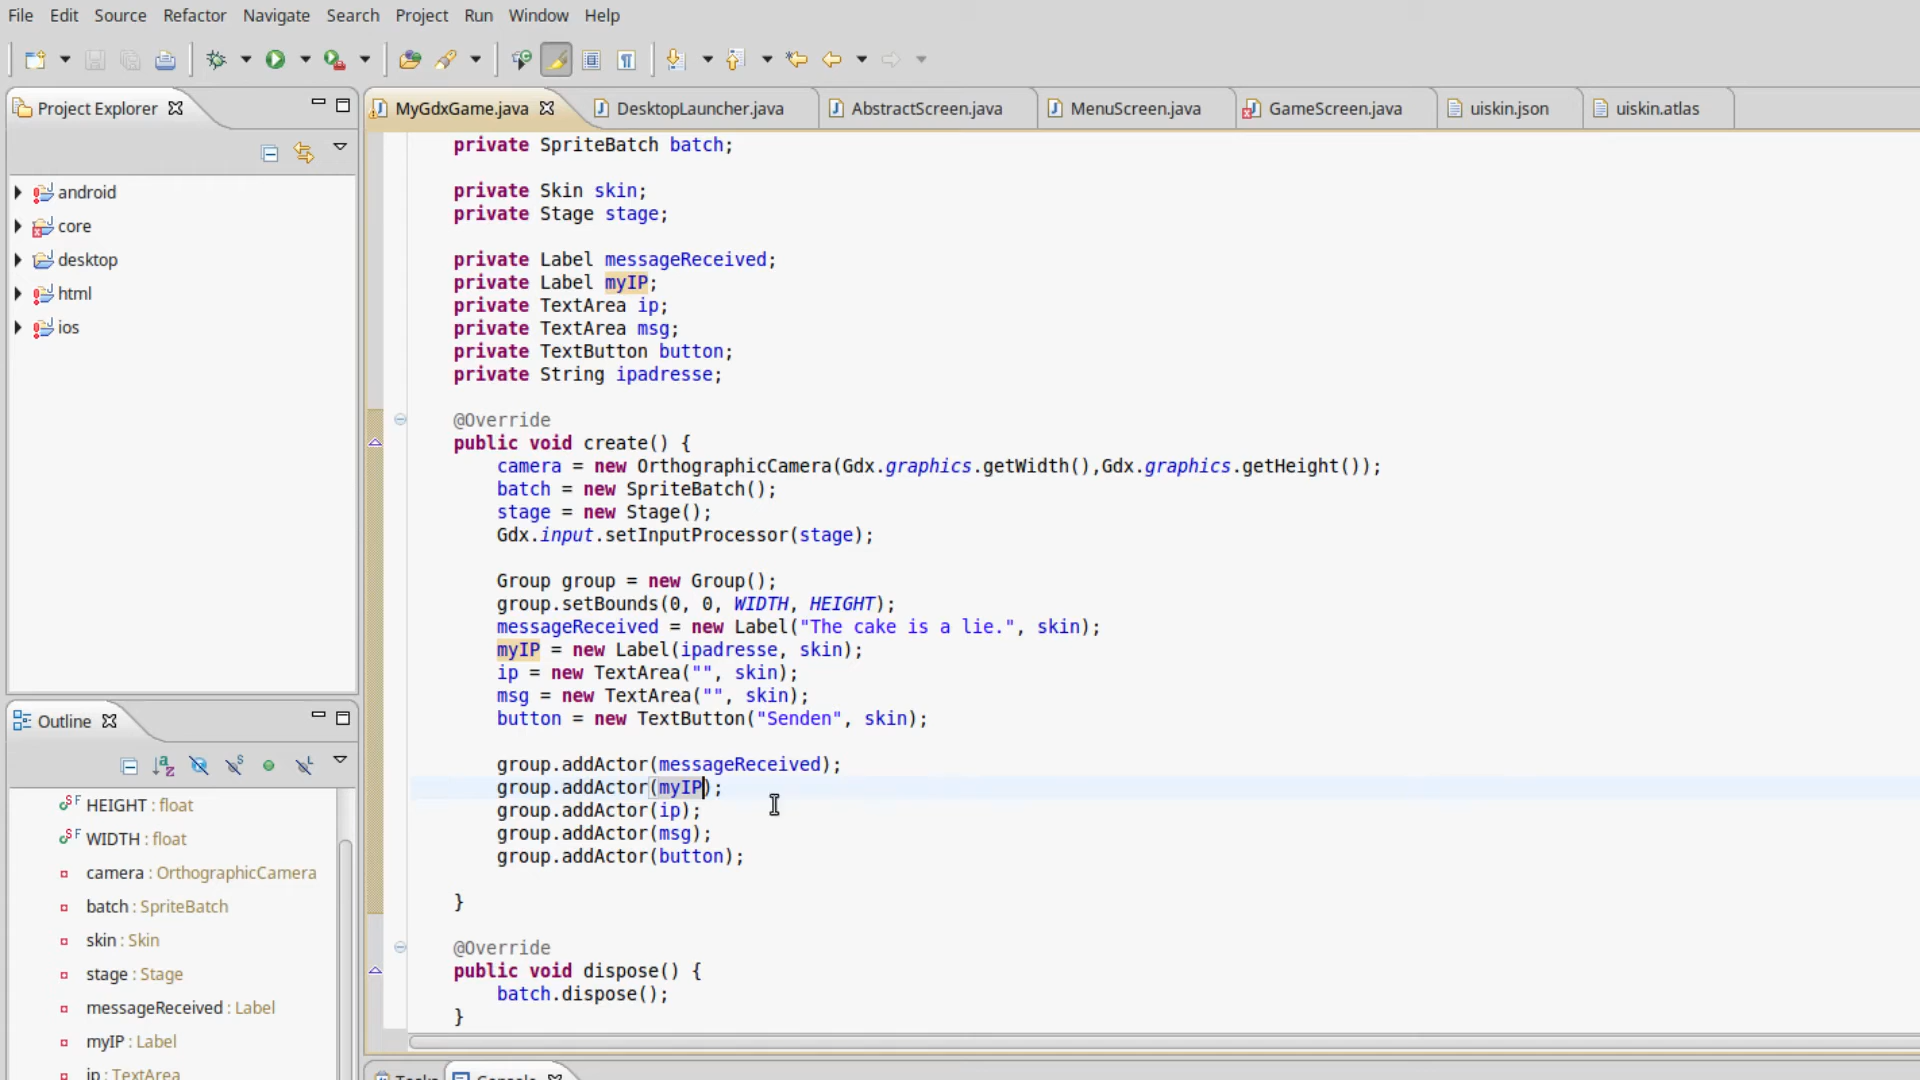 File Edit Source Refactor Navigate Search Project Run Window Help
Project Explorer
android
core
desktop
html
ios
Outline
HEIGHT : float
WIDTH : float
camera : OrthographicCamera
batch : SpriteBatch
skin : Skin
stage : Stage
messageReceived : Label
myIP : Label
ip : TextArea
MyGdxGame.java DesktopLauncher.java AbstractScreen.java MenuScreen.java GameScreen.java uiskin.json uiskin.atlas
private SpriteBatch batch;
private Skin skin;
private Stage stage;
private Label messageReceived;
private Label myIP;
private TextArea ip;
private TextArea msg;
private TextButton button;
private String ipadresse;
@Override
public void create() {
camera = new OrthographicCamera(Gdx.graphics.getWidth(),Gdx.graphics.getHeight());
batch = new SpriteBatch();
stage = new Stage();
Gdx.input.setInputProcessor(stage);
Group group = new Group();
group.setBounds(0, 0, WIDTH, HEIGHT);
messageReceived = new Label("The cake is a lie.", skin);
myIP = new Label(ipadresse, skin);
ip = new TextArea("", skin);
msg = new TextArea("", skin);
button = new TextButton("Senden", skin);
group.addActor(messageReceived);
group.addActor(myIP);
group.addActor(ip);
group.addActor(msg);
group.addActor(button);
}
@Override
public void dispose() {
batch.dispose();
}
Tasks Console